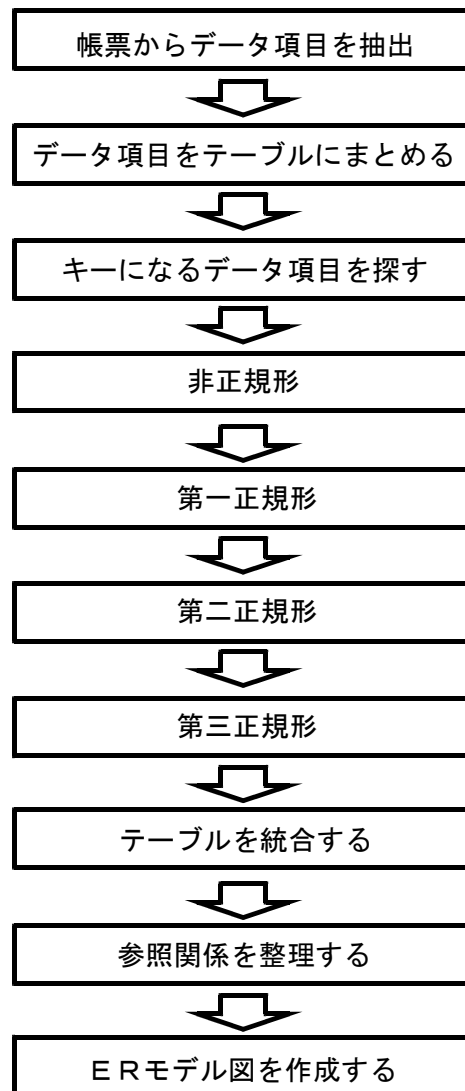 帳票からデータ項目を抽出
データ項目をテーブルにまとめる
キーになるデータ項目を探す
非正規形
第一正規形
第二正規形
第三正規形
テーブルを統合する
参照関係を整理する
ＥＲモデル図を作成する